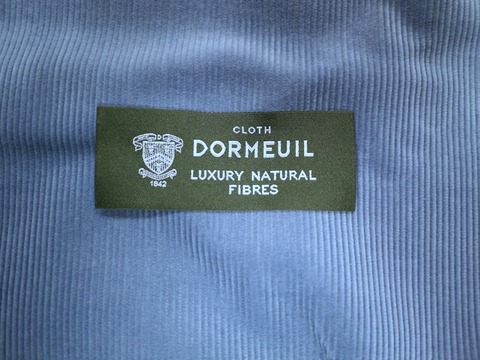 CLOTH
DORMEUIL
LUXURY NATURAL
FIBRES
1842